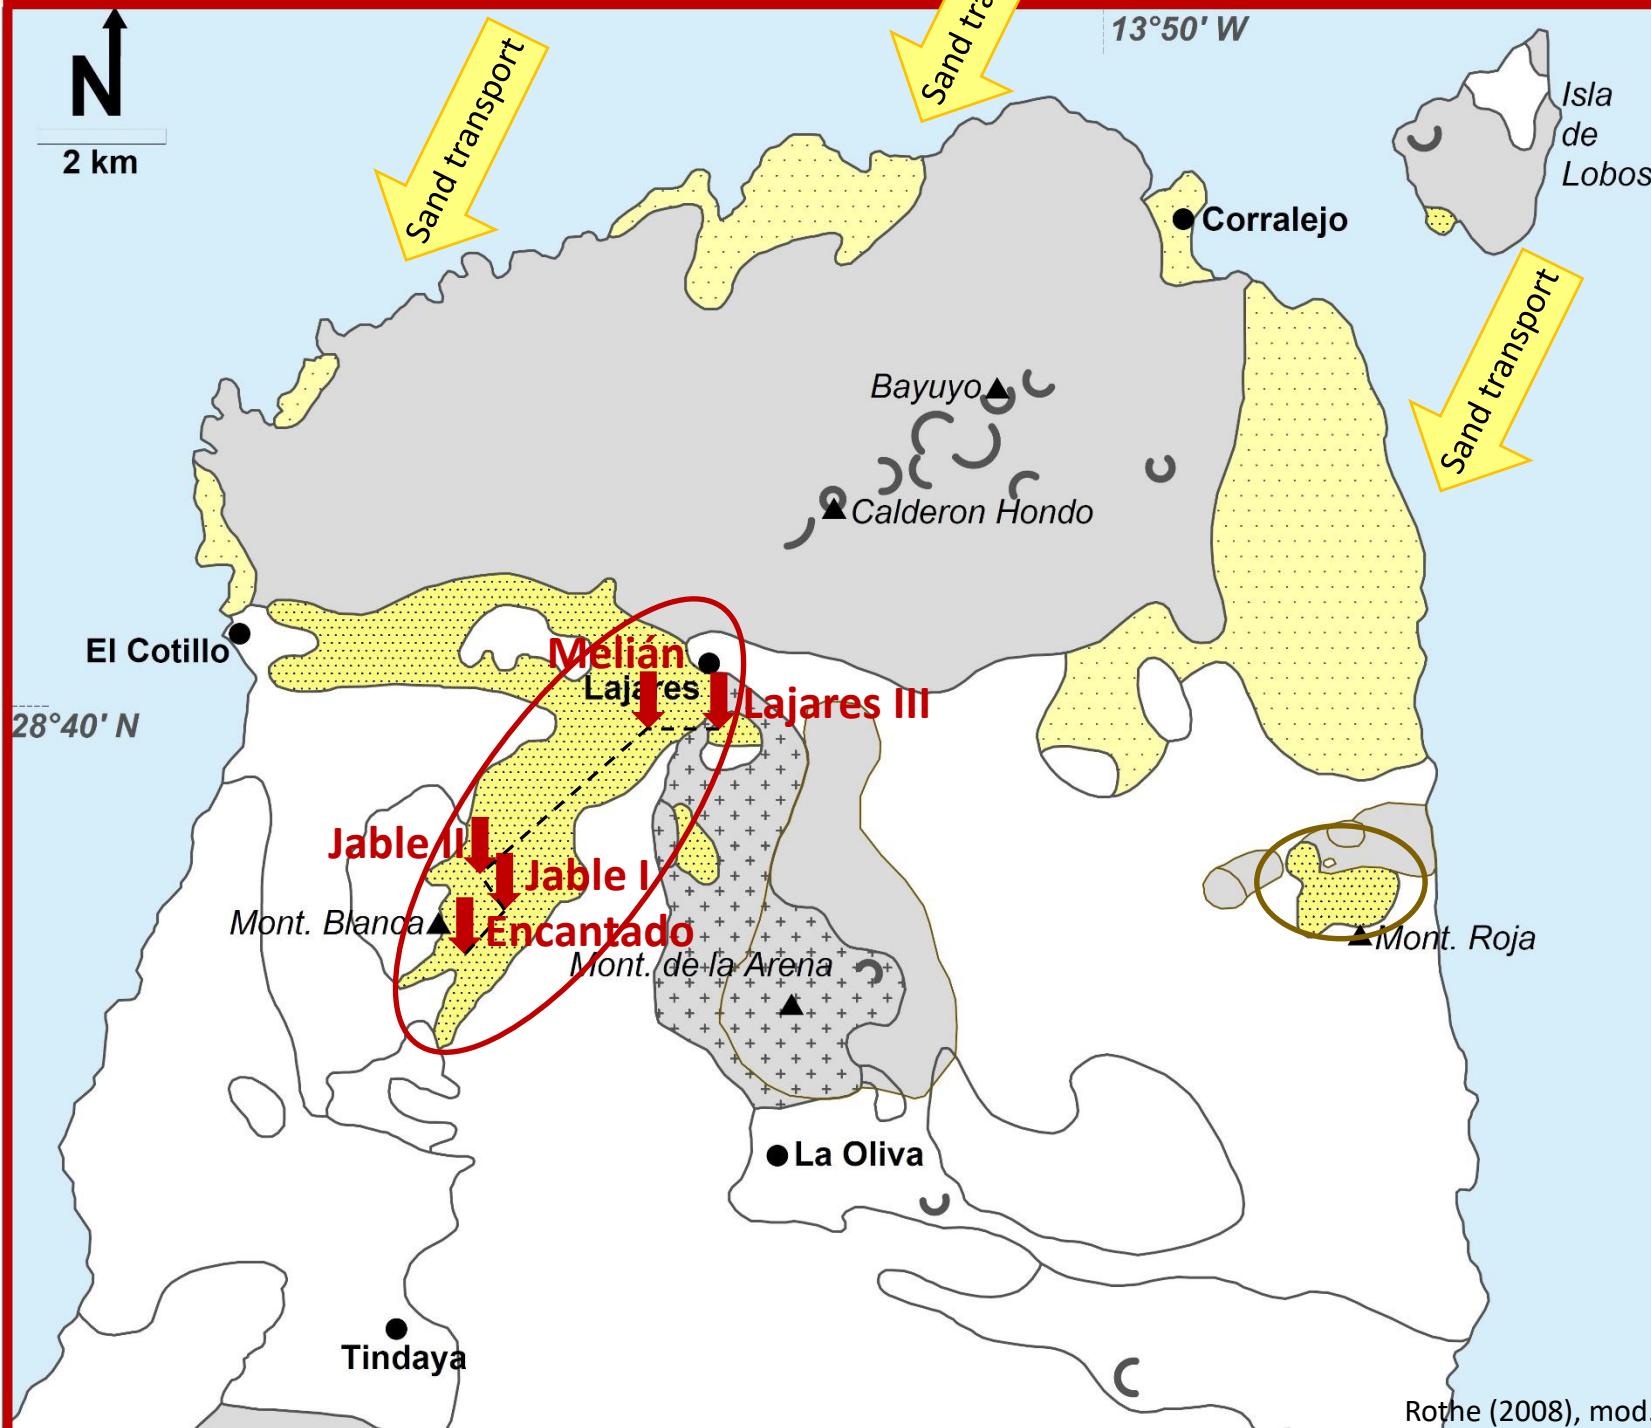 N
2 km
Sand transport
Sand tra
13°50' W
Isla
de
Lobos
Corralejo
Sand transport
Bayuyo
Calderon Hondo
El Cotillo
Melián
Lajares
Lajares III
28°40' N
Jable II
Jable I
Mont. Blanca
Encantado
Mont. de la Arena
Mont. Roja
La Oliva
Tindaya
Rothe (2008), mod.